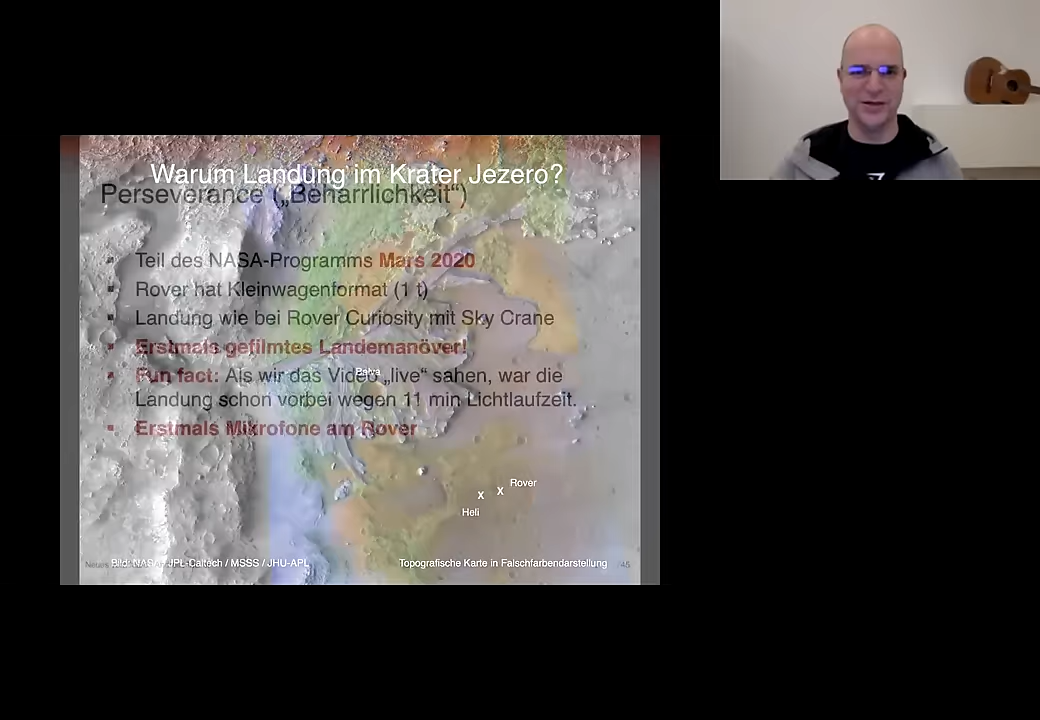 Warum Landung im Krater Jezero?
Perseverance („Beharrlichkeit“)
Teil des NASA-Programms Mars 2020
Rover hat Kleinwagenformat (1 t)
Landung wie bei Rover Curiosity mit Sky Crane
Erstmals gefilmtes Landemanöver!
Fun fact: Als wir das Video „live“ sahen, war die
Landung schon vorbei wegen 11 min Lichtlaufzeit.
Erstmals Mikrofone am Rover
Belva
X X Rover
Heli
Bild: NASA / JPL-Caltech / MSSS / JHU-APL
Topografische Karte in Falschfarbendarstellung